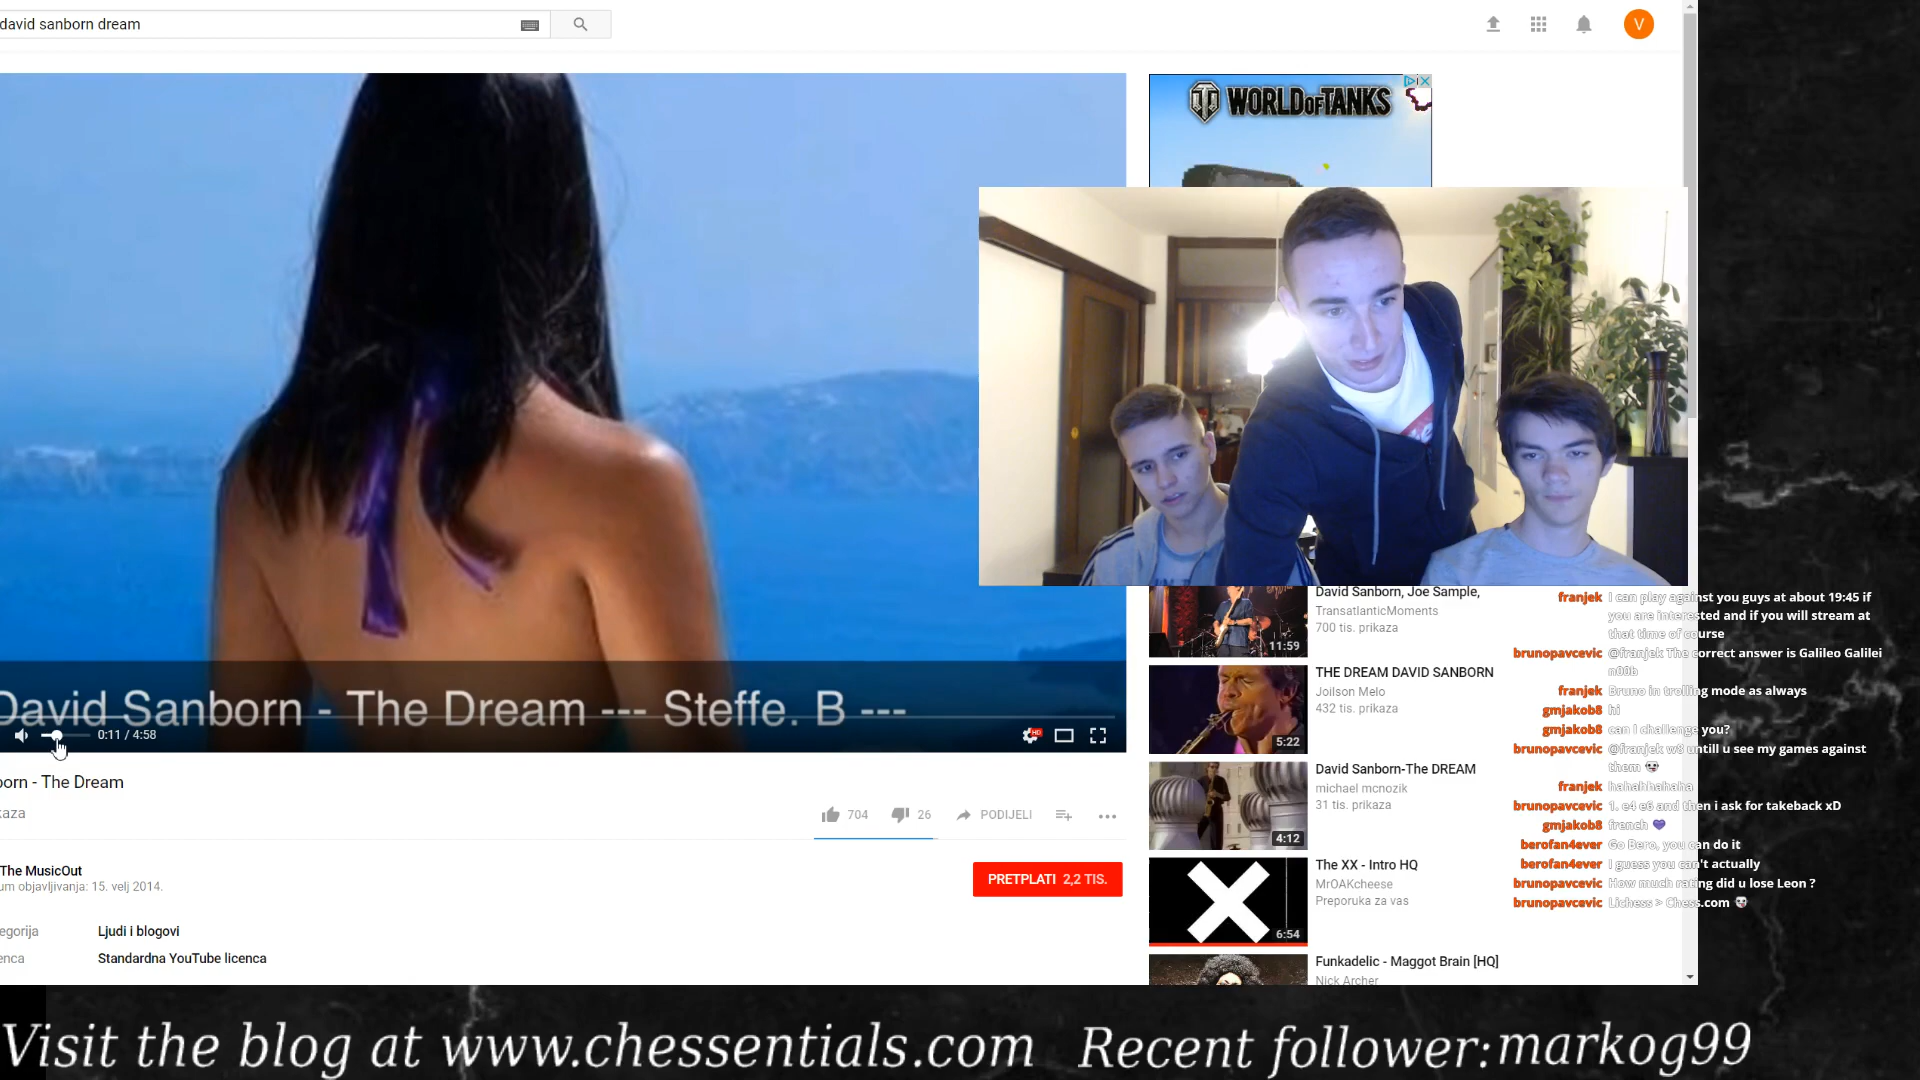 david sanborn dream
V
WORLD OF TANKS
David Sanborn - The Dream --- Steffe. B ---
0:11 / 4:58
HD
born - The Dream
kaza
704
26
PODIJELI
The MusicOut
um objavljivanja: 15. velj 2014.
PRETPLATI 2,2 TIS.
egorija
Ljudi i blogovi
enca
Standardna YouTube licenca
David Sanborn, Joe Sample,
TransatlanticMoments
700 tis. prikaza
11:59
THE DREAM DAVID SANBORN
Joilson Melo
432 tis. prikaza
5:22
David Sanborn-The DREAM
michael mcnozik
31 tis. prikaza
4:12
The XX - Intro HQ
MrOAKcheese
Preporuka za vas
6:54
Funkadelic - Maggot Brain [HQ]
Nick Archer
franjek I can play against you guys at about 19:45 if
you are interested and if you will stream at
that time of course
brunopavcevic @franjek The correct answer is Galileo Galilei
n00b
franjek Bruno in trolling mode as always
gmjakob8 hi
gmjakob8 can I challenge you?
brunopavcevic @franjek w8 untill u see my games against
them
franjek hahahhahaha
brunopavcevic 1. e4 e6 and then i ask for takeback xD
gmjakob8 french
berofan4ever Go Bero, you can do it
berofan4ever I guess you can't actually
brunopavcevic How much rating did u lose Leon ?
brunopavcevic Lichess > Chess.com
Visit the blog at www.chessentials.com Recent follower:markog99